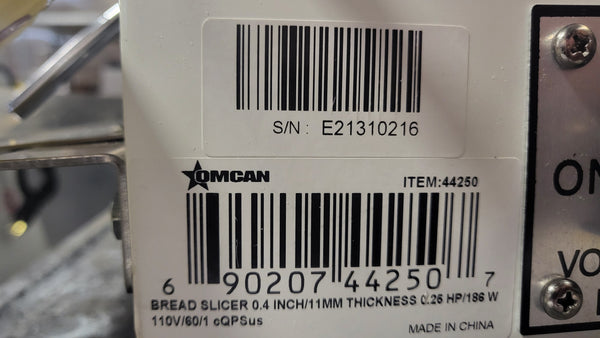 S/N: E21310216
OMCAN ITEM:44250
6 90207 44250 7
BREAD SLICER 0.4 INCH/11MM THICKNESS 0.25 HP/186 W
110V/60/1 cQPSus
MADE IN CHINA
ON
VO